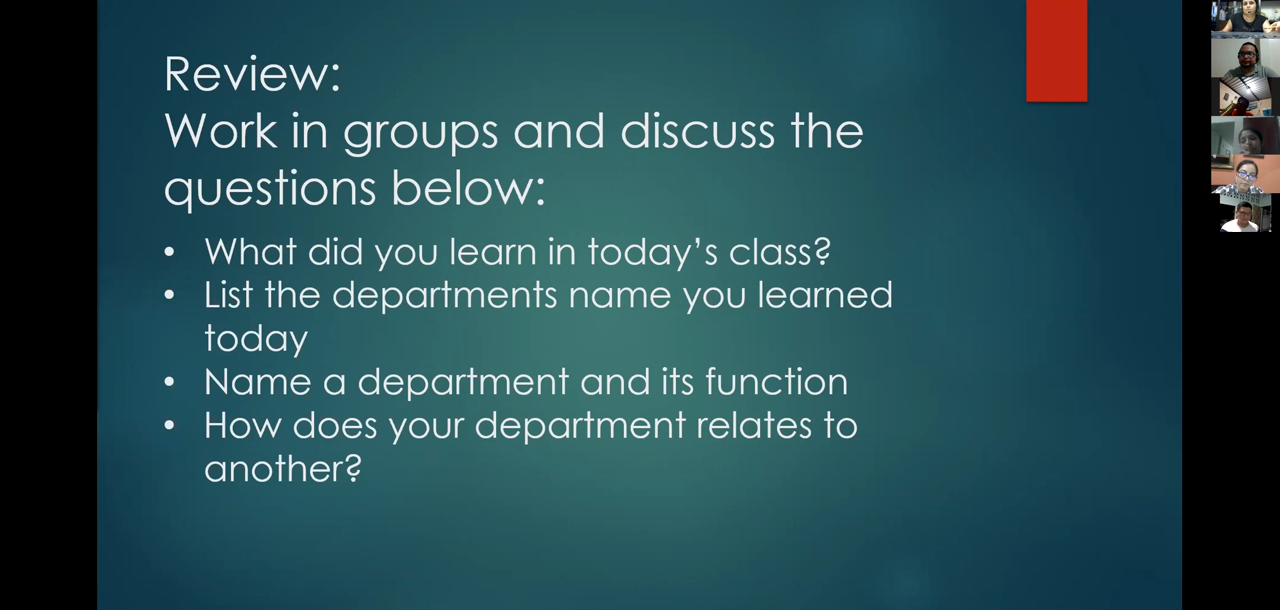 Review:
Work in groups and discuss the
questions below:
• What did you learn in today’s class?
• List the departments name you learned
today
• Name a department and its function
• How does your department relates to
another?